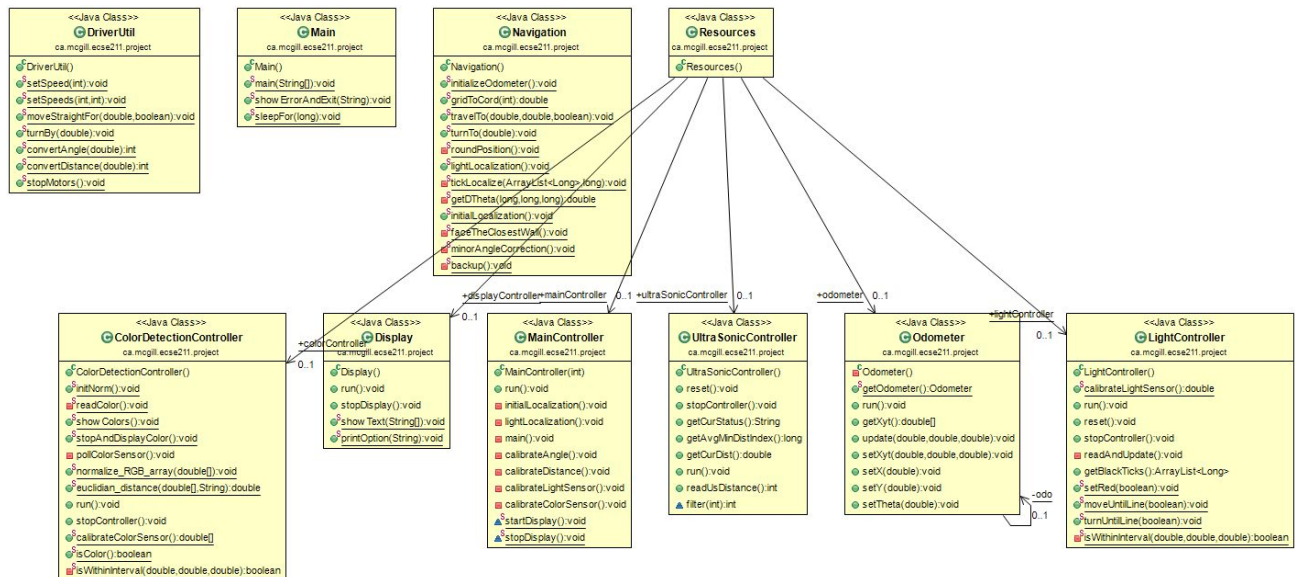 <<Java Class>>
DriverUtil
ca.mcgill.ecse211.project
DriverUtil()
setSpeed(int):void
setSpeeds(int,int):void
moveStraightFor(double,boolean):void
turnBy(double):void
convertAngle(double):int
convertDistance(double):int
stopMotors():void
<<Java Class>>
Main
ca.mcgill.ecse211.project
Main()
main(String[]):void
showErrorAndExit(String):void
sleepFor(long):void
<<Java Class>>
Navigation
ca.mcgill.ecse211.project
Navigation()
initializeOdometer():void
gridToCord(int):double
travelTo(double,double,boolean):void
turnTo(double):void
roundPosition():void
lightLocalization():void
tickLocalize(ArrayList<Long>,long):void
getDTheta(long,long,long):double
initialLocalization():void
faceTheClosestWall():void
minorAngleCorrection():void
backup():void
<<Java Class>>
Resources
ca.mcgill.ecse211.project
Resources()
+colorController
0..1
+displayController
0..1
+mainController
0..1
+ultraSonicController
0..1
+odometer
0..1
+lightController
0..1
<<Java Class>>
ColorDetectionController
ca.mcgill.ecse211.project
ColorDetectionController()
initNorm():void
readColor():void
showColors():void
stopAndDisplayColor():void
pollColorSensor():void
normalize_RGB_array(double[]):void
euclidian_distance(double[],String):double
run():void
stopController():void
calibrateColorSensor():double[]
isColor():boolean
isWithinInterval(double,double,double):boolean
<<Java Class>>
Display
ca.mcgill.ecse211.project
Display()
run():void
stopDisplay():void
showText(String[]):void
printOption(String):void
<<Java Class>>
MainController
ca.mcgill.ecse211.project
MainController(int)
run():void
initialLocalization():void
lightLocalization():void
main():void
calibrateAngle():void
calibrateDistance():void
calibrateLightSensor():void
calibrateColorSensor():void
startDisplay():void
stopDisplay():void
<<Java Class>>
UltraSonicController
ca.mcgill.ecse211.project
UltraSonicController()
reset():void
stopController():void
getCurStatus():String
getAvgMinDistIndex():long
getCurDist():double
run():void
readUsDistance():int
filter(int):int
<<Java Class>>
Odometer
ca.mcgill.ecse211.project
Odometer()
getOdometer():Odometer
run():void
getXyt():double[]
update(double,double,double):void
setXyt(double,double,double):void
setX(double):void
setY(double):void
setTheta(double):void
-odo
0..1
<<Java Class>>
LightController
ca.mcgill.ecse211.project
LightController()
calibrateLightSensor():double
run():void
reset():void
stopController():void
readAndUpdate():void
getBlackTicks():ArrayList<Long>
setRed(boolean):void
moveUntilLine(boolean):void
turnUntilLine(boolean):void
isWithinInterval(double,double,double):boolean